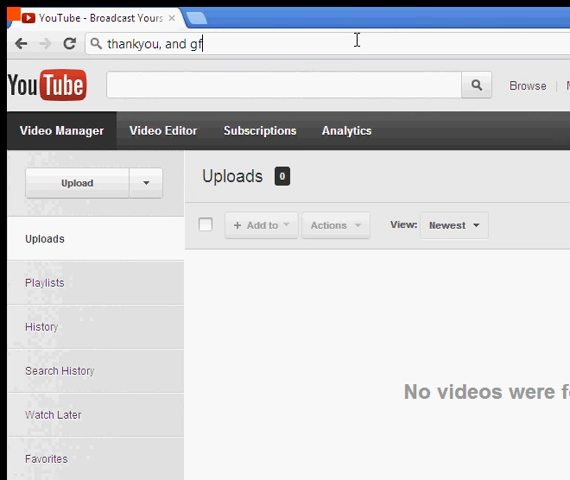 YouTube - Broadcast Yours
thankyou, and gf
YouTube
Browse
Video Manager Video Editor Subscriptions Analytics
Upload
Uploads 0
+ Add to Actions View: Newest
Uploads
Playlists
History
Search History
Watch Later
Favorites
No videos were f